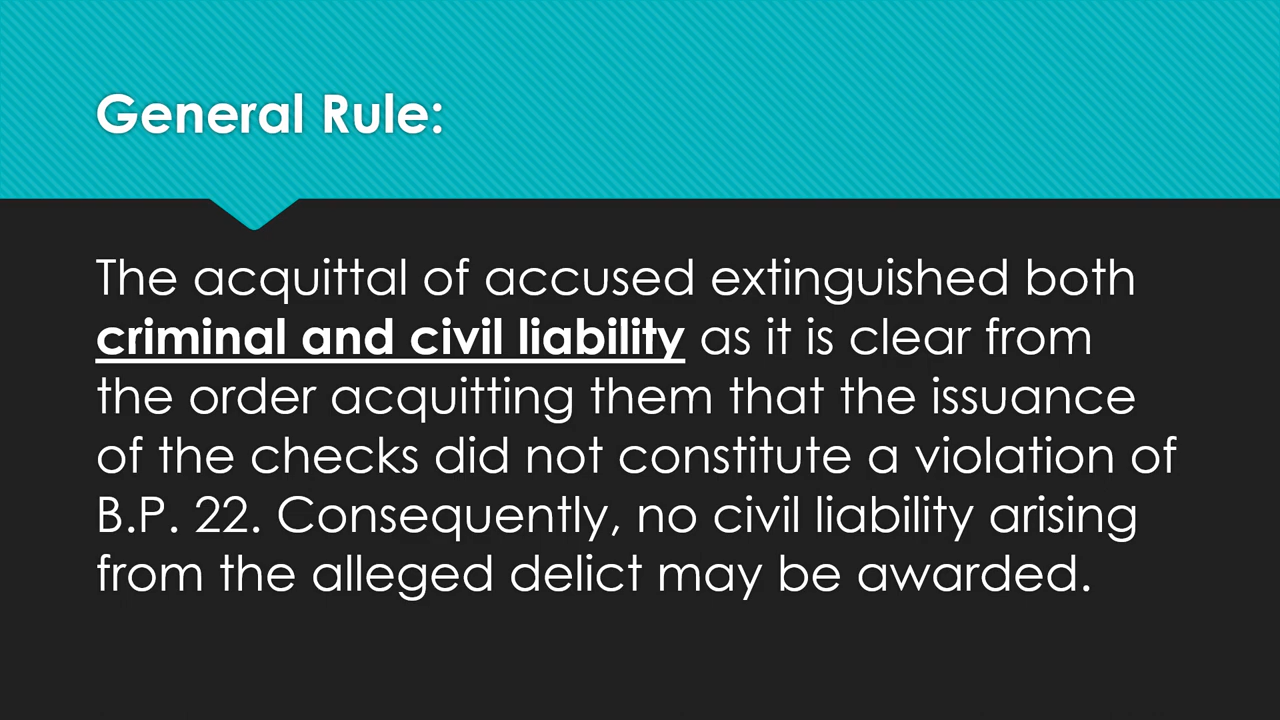 General Rule:
The acquittal of accused extinguished both
criminal and civil liability as it is clear from
the order acquitting them that the issuance
of the checks did not constitute a violation of
B.P. 22. Consequently, no civil liability arising
from the alleged delict may be awarded.